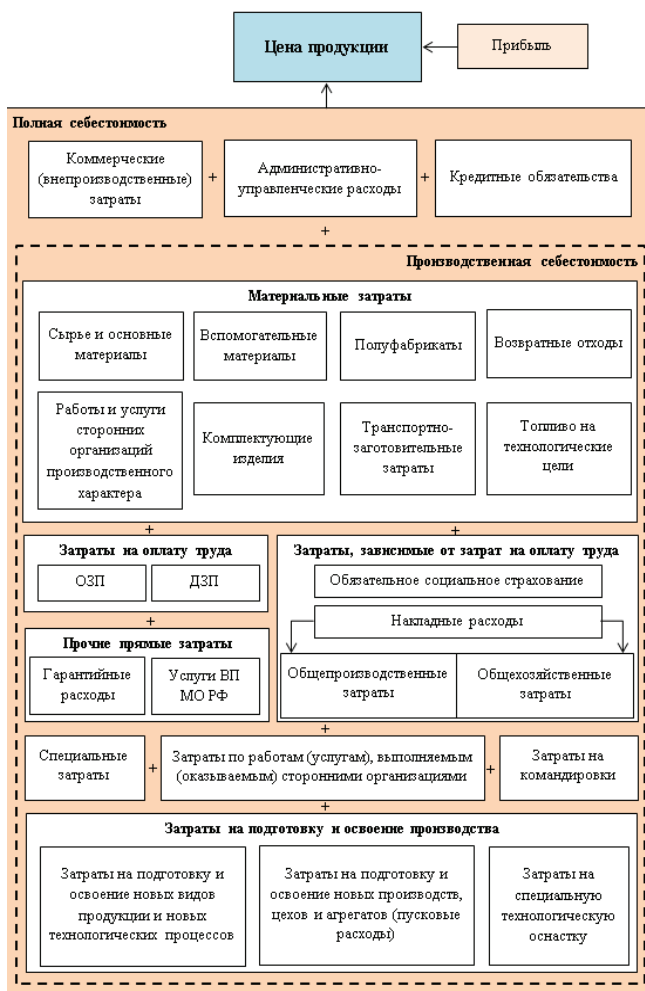 Цена продукции
Прибыль
Полная себестоимость
Коммерческие
(внепроизводственные)
затраты
+
Административно-
управленческие расходы
+
Кредитные обязательства
+
Производственная себестоимость
Материальные затраты
Сырье и основные
материалы
Вспомогательные
материалы
Полуфабрикаты
Возвратные отходы
Работы и услуги
сторонних
организаций
производственного
характера
Комплектующие
изделия
Транспортно-
заготовительные
затраты
Топливо на
технологические
цели
+
+
Затраты на оплату труда
ОЗП
ДЗП
+
Прочие прямые затраты
Гарантийные
расходы
Услуги ВП
МО РФ
Затраты, зависимые от затрат на оплату труда
Обязательное социальное страхование
Накладные расходы
Общепроизводственные
затраты
Общехозяйственные
затраты
+
Специальные
затраты
+
Затраты по работам (услугам), выполняемым
(оказываемым) сторонними организациями
+
Затраты на
командировки
+
Затраты на подготовку и освоение производства
Затраты на подготовку и
освоение новых видов
продукции и новых
технологических процессов
Затраты на подготовку и
освоение новых производств,
цехов и агрегатов (пусковые
расходы)
Затраты на
специальную
технологическую
оснастку